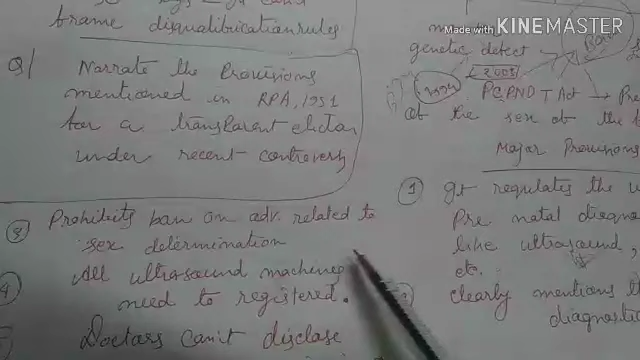 frame disqualification rules
Q/ Narrate the Provisions
mentioned in RPA, 1951
for a transparent election
under recent controversy
③ Prohibits ban on adv. related to
sex determination
④ All ultrasound machines
need to registered.
Doctors can't disclose
Made with KINEMASTER
genetic defect
1994 2003
PCPNDT Act → Pre
of the sex of the
Major Provisions
① It regulates the u
Pre natal diagno
like ultrasound,
etc.
clearly mentions t
diagnostic